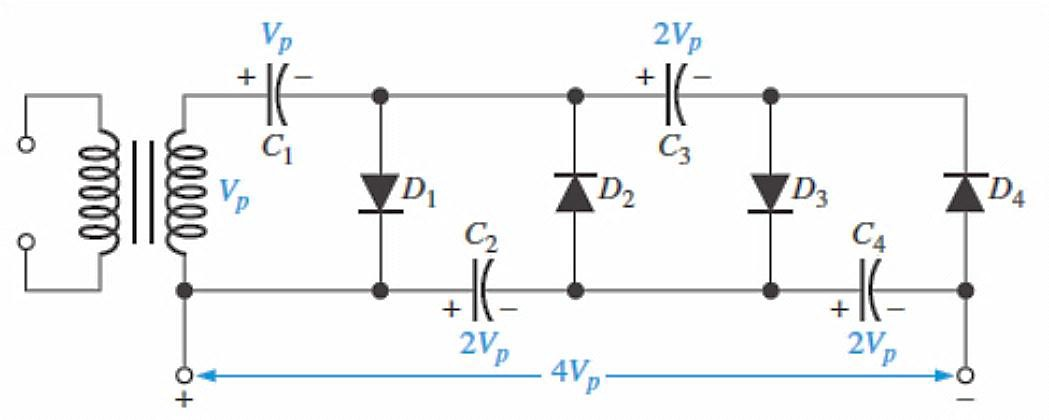 Vp 2Vp
+ − + −
C1 C3
Vp D1 D2 D3 D4
C2 C4
+ − + −
2Vp 2Vp
4Vp
+ −